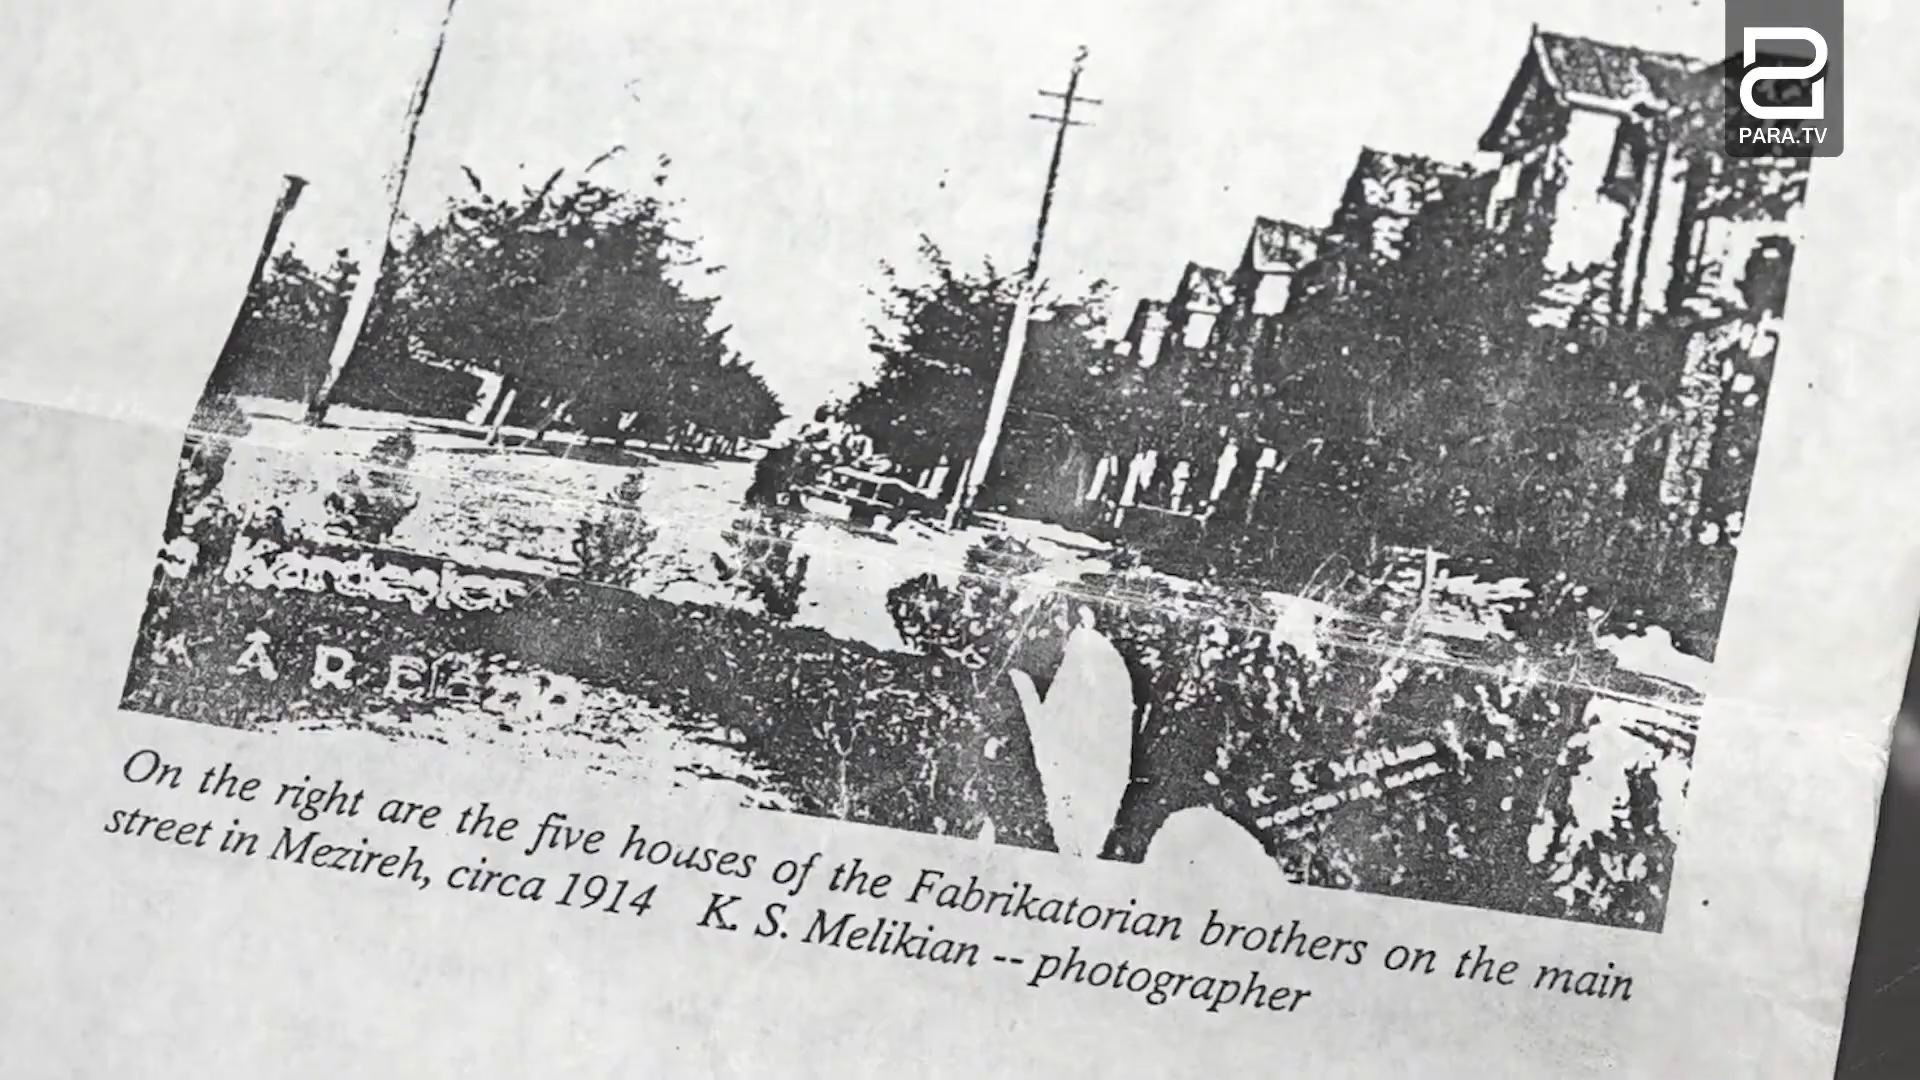 PARA.TV
K. S. Melikian
On the right are the five houses of the Fabrikatorian brothers on the main
street in Mezireh, circa 1914 K. S. Melikian -- photographer